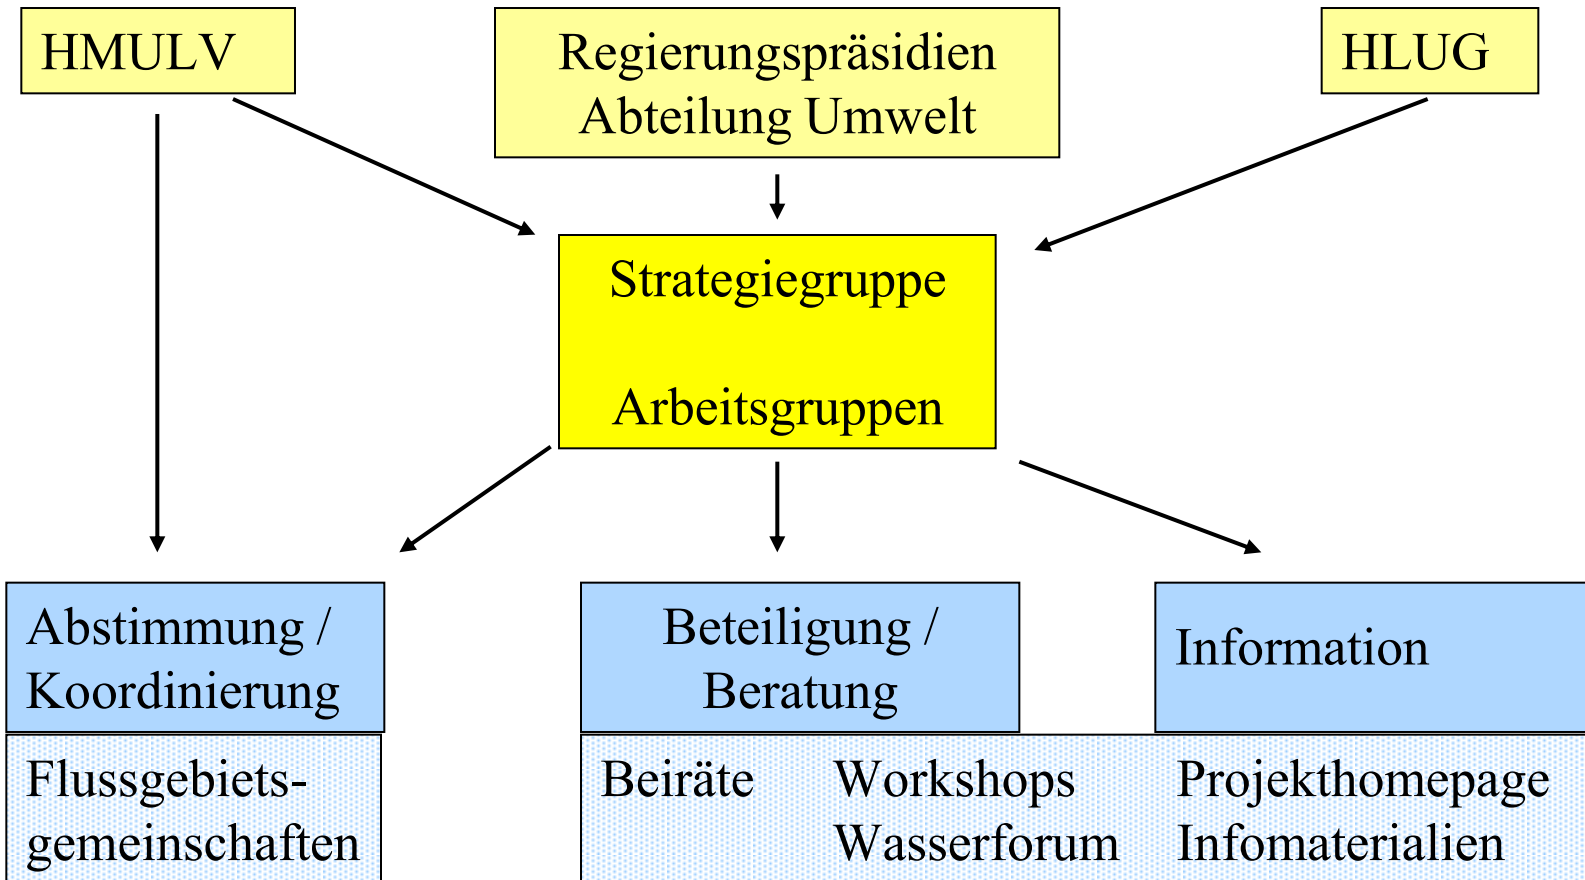 HMULV
Regierungspräsidien
Abteilung Umwelt
HLUG
Strategiegruppe
Arbeitsgruppen
Abstimmung /
Koordinierung
Beteiligung /
Beratung
Information
Flussgebiets-
gemeinschaften
Beiräte Workshops Projekthomepage
Wasserforum Infomaterialien